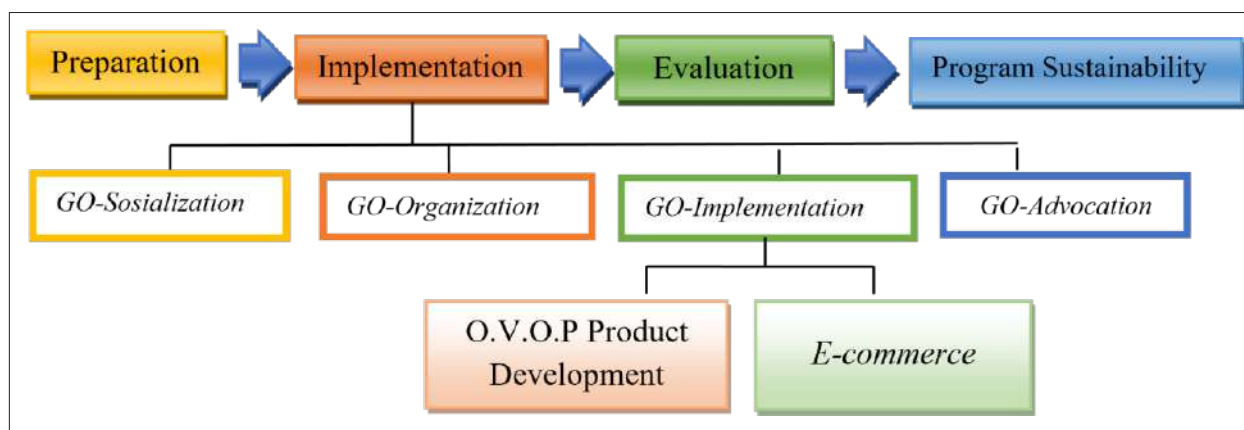 Preparation
Implementation
Evaluation
Program Sustainability
GO-Sosialization
GO-Organization
GO-Implementation
GO-Advocation
O.V.O.P Product
Development
E-commerce